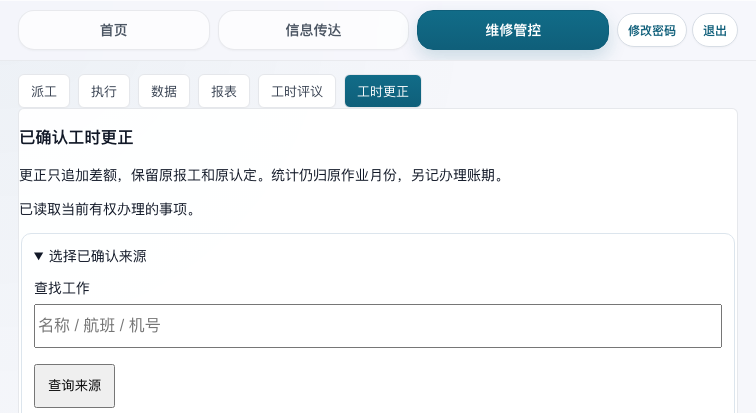 首页 信息传达 维修管控 修改密码 退出
派工 执行 数据 报表 工时评议 工时更正
已确认工时更正
更正只追加差额，保留原报工和原认定。统计仍归原作业月份，另记办理账期。
已读取当前有权办理的事项。
▼ 选择已确认来源
查找工作
名称 / 航班 / 机号
查询来源